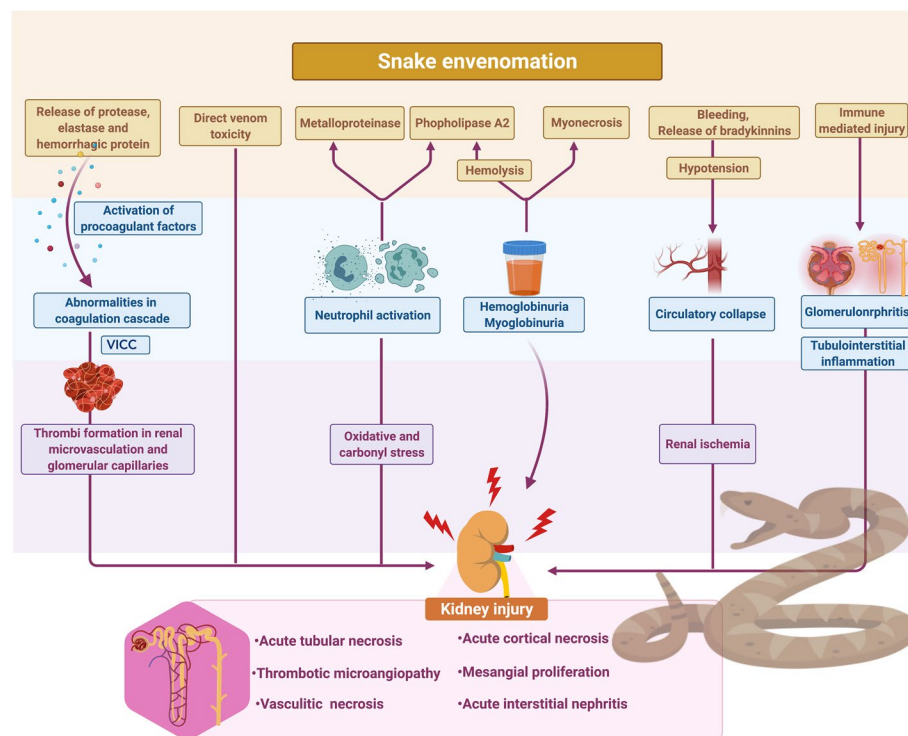 Snake envenomation
Release of protease,
elastase and
hemorrhagic protein
Direct venom
toxicity
Metalloproteinase
Phopholipase A2
Myonecrosis
Bleeding,
Release of bradykinnins
Immune
mediated injury
Hemolysis
Hypotension
Activation of
procoagulant factors
Abnormalities in
coagulation cascade
VICC
Neutrophil activation
Hemoglobinuria
Myoglobinuria
Circulatory collapse
Glomerulonrphritis
Tubulointerstitial
inflammation
Thrombi formation in renal
microvasculation and
glomerular capillaries
Oxidative and
carbonyl stress
Renal ischemia
Kidney injury
•Acute tubular necrosis
•Thrombotic microangiopathy
•Vasculitic necrosis
•Acute cortical necrosis
•Mesangial proliferation
•Acute interstitial nephritis